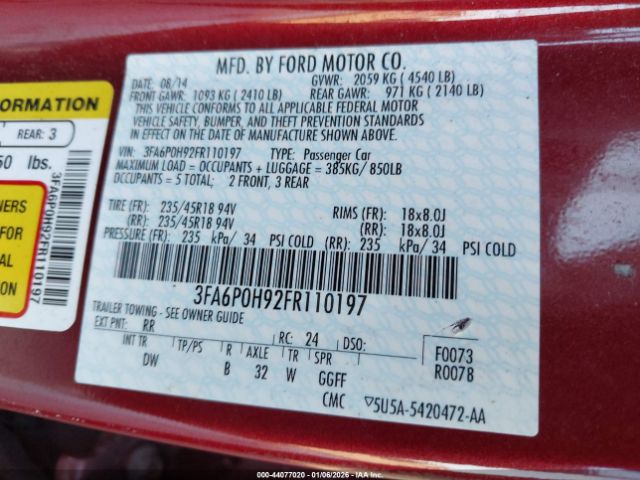 MFD. BY FORD MOTOR CO.
DATE: 08/14 GVWR: 2059 KG ( 4540 LB)
FRONT GAWR: 1093 KG ( 2410 LB) REAR GAWR: 971 KG ( 2140 LB)
THIS VEHICLE CONFORMS TO ALL APPLICABLE FEDERAL MOTOR
VEHICLE SAFETY, BUMPER, AND THEFT PREVENTION STANDARDS
IN EFFECT ON THE DATE OF MANUFACTURE SHOWN ABOVE.
VIN: 3FA6P0H92FR110197 TYPE: Passenger Car
MAXIMUM LOAD = OCCUPANTS + LUGGAGE = 385KG/ 850LB
OCCUPANTS = 5 TOTAL: 2 FRONT, 3 REAR
TIRE (FR): 235/45R18 94V RIMS (FR): 18x8.0J
(RR): 235/45R18 94V (RR): 18x8.0J
PRESSURE (FR): 235 kPa/ 34 PSI COLD (RR): 235 kPa/ 34 PSI COLD
3FA6P0H92FR110197
TRAILER TOWING - SEE OWNER GUIDE
EXT PNT: RR RC: 24 DSO: F0073
INT TR TP/PS R AXLE TR SPR R0078
DW B 32 W GGFF
CMC ▽5U5A-5420472-AA
FORMATION
REAR: 3
50 lbs.
NERS
FOR
ION
3FA6P0H92FR110197
000-44077020 - 01/06/2026 - IAA Inc.